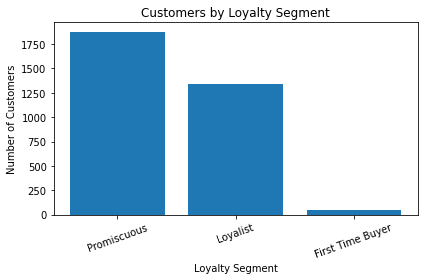 Customers by Loyalty Segment
Number of Customers
1750
1500
1250
1000
750
500
250
0
Promiscuous
Loyalist
First Time Buyer
Loyalty Segment